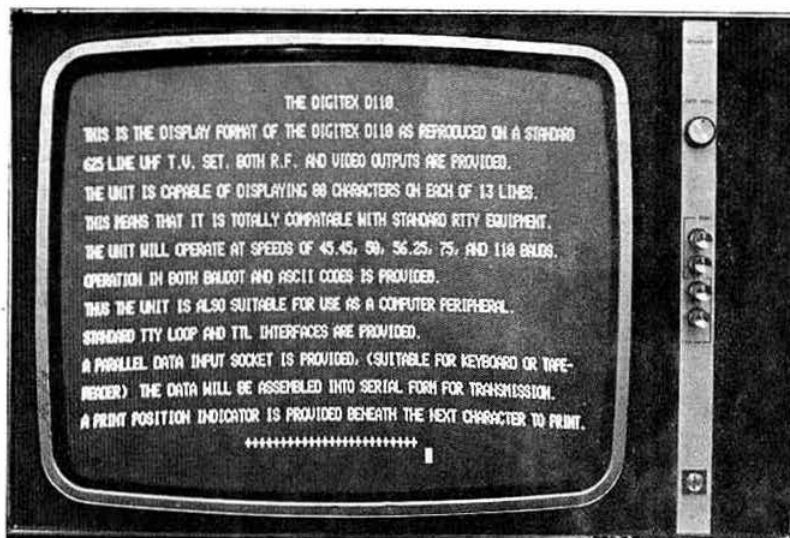 THE DIGITEX D110
THIS IS THE DISPLAY FORMAT OF THE DIGITEX D110 AS REPRODUCED ON A STANDARD
625 LINE UHF T.V. SET. BOTH R.F. AND VIDEO OUTPUTS ARE PROVIDED.
THE UNIT IS CAPABLE OF DISPLAYING 80 CHARACTERS ON EACH OF 13 LINES.
THIS MEANS THAT IT IS TOTALLY COMPATABLE WITH STANDARD RTTY EQUIPMENT.
THE UNIT WILL OPERATE AT SPEEDS OF 45.45, 50, 56.25, 75, AND 110 BAUDS.
OPERATION IN BOTH BAUDOT AND ASCII CODES IS PROVIDED.
THUS THE UNIT IS ALSO SUITABLE FOR USE AS A COMPUTER PERIPHERAL.
STANDARD TTY LOOP AND TTL INTERFACES ARE PROVIDED.
A PARALLEL DATA INPUT SOCKET IS PROVIDED, (SUITABLE FOR KEYBOARD OR TAPE-
READER) THE DATA WILL BE ASSEMBLED INTO SERIAL FORM FOR TRANSMISSION.
A PRINT POSITION INDICATOR IS PROVIDED BENEATH THE NEXT CHARACTER TO PRINT.
++++++++++++++++++++++++